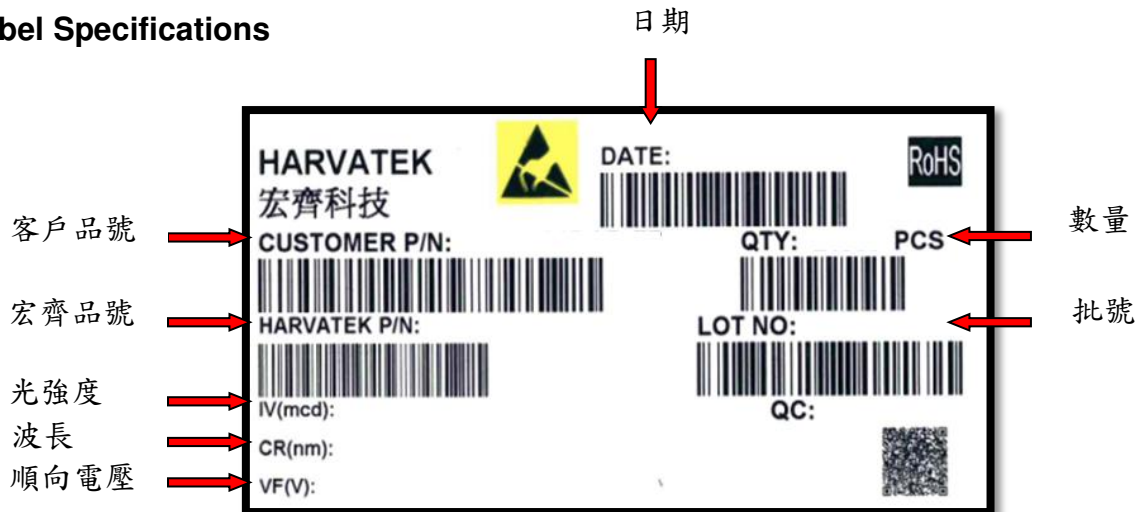 bel Specifications
日期
HARVATEK
宏齊科技
DATE:
RoHS
客戶品號
CUSTOMER P/N:
QTY: PCS
數量
宏齊品號
HARVATEK P/N:
LOT NO:
批號
光強度
IV(mcd):
QC:
波長
CR(nm):
順向電壓
VF(V):